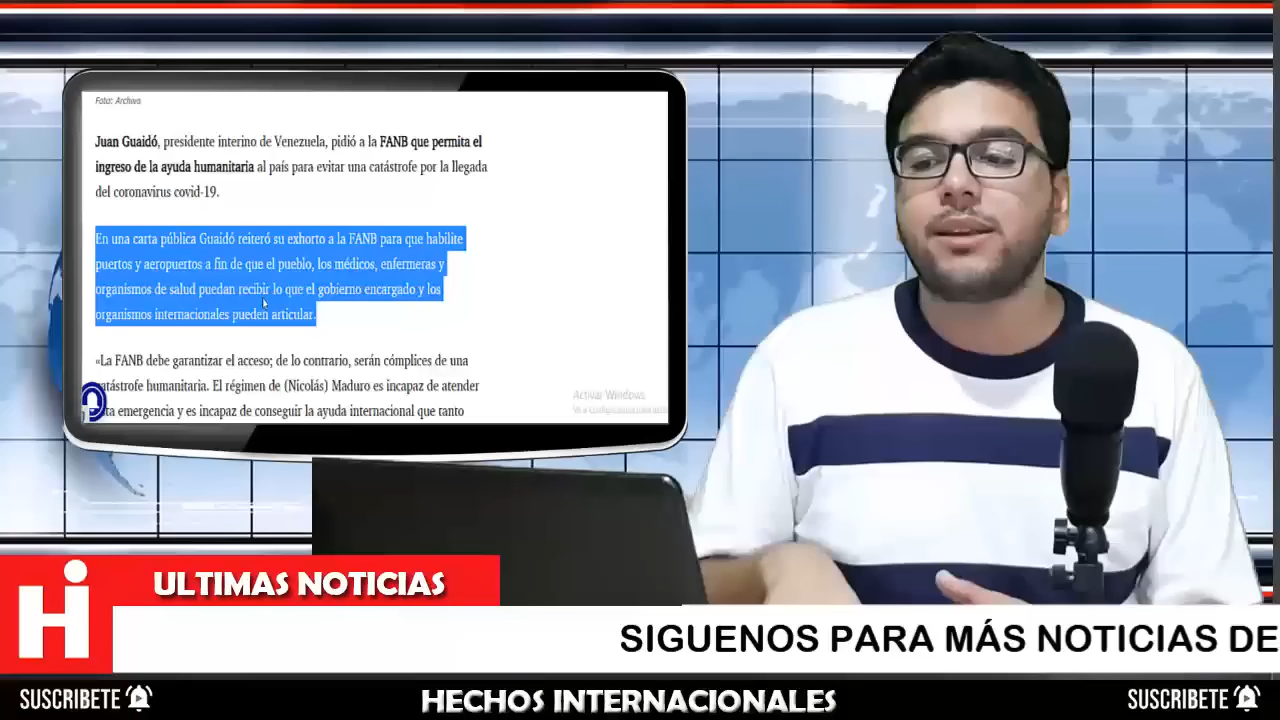 Foto: Archivo
Juan Guaidó, presidente interino de Venezuela, pidió a la FANB que permita el
ingreso de la ayuda humanitaria al país para evitar una catástrofe por la llegada
del coronavirus covid-19.
En una carta pública Guaidó reiteró su exhorto a la FANB para que habilite
puertos y aeropuertos a fin de que el pueblo, los médicos, enfermeras y
organismos de salud puedan recibir lo que el gobierno encargado y los
organismos internacionales pueden articular.
«La FANB debe garantizar el acceso; de lo contrario, serán cómplices de una
catástrofe humanitaria. El régimen de (Nicolás) Maduro es incapaz de atender
emergencia y es incapaz de conseguir la ayuda internacional que tanto
Activar Windows
Hi
ULTIMAS NOTICIAS
SIGUENOS PARA MÁS NOTICIAS DE
SUSCRIBETE
HECHOS INTERNACIONALES
SUSCRIBETE